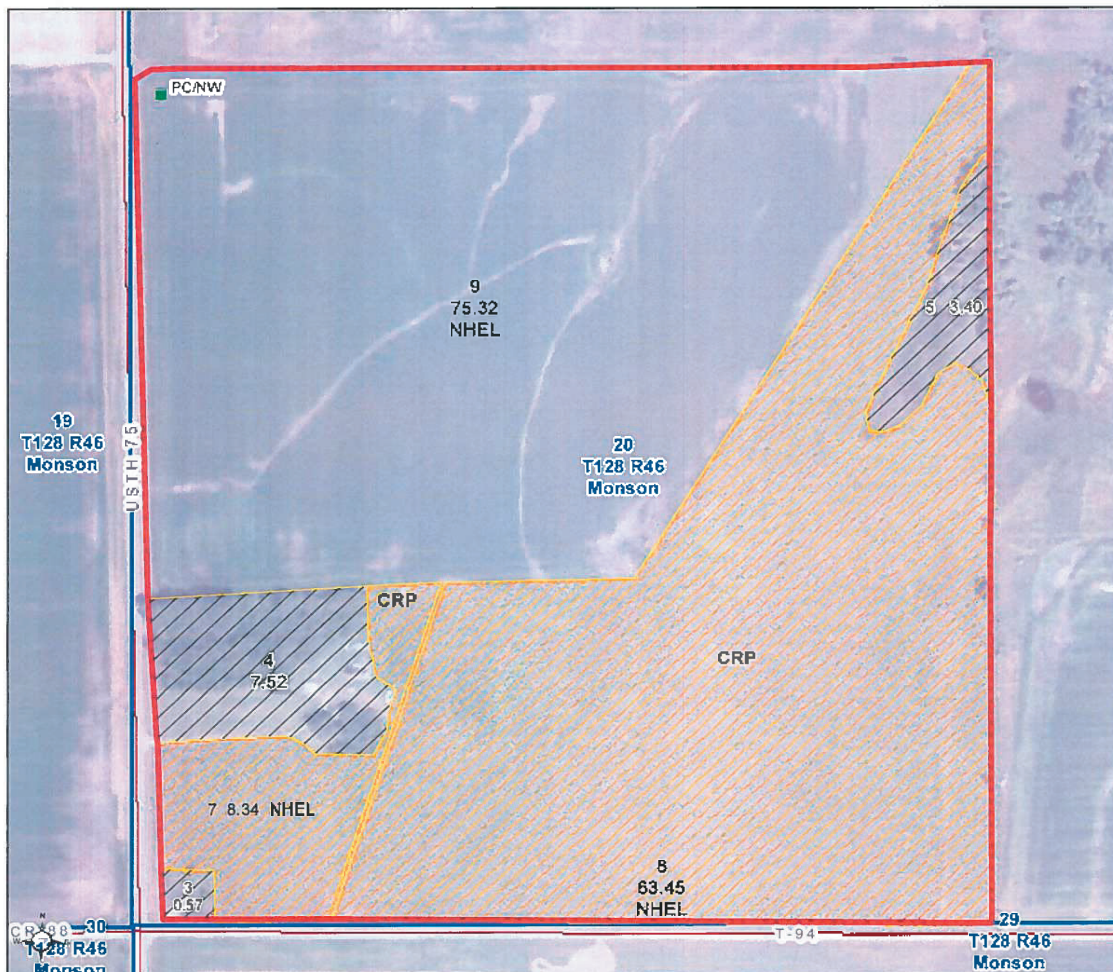 PC/NW
9
75.32
NHEL
5 3.40
19
T128 R46
Monson
USTH 75
20
T128 R46
Monson
CRP
4
7.52
CRP
7 8.34 NHEL
8
63.45
NHEL
3
0.57
N
W
30
T128 R46
Monson
T-94
29
T128 R46
Monson